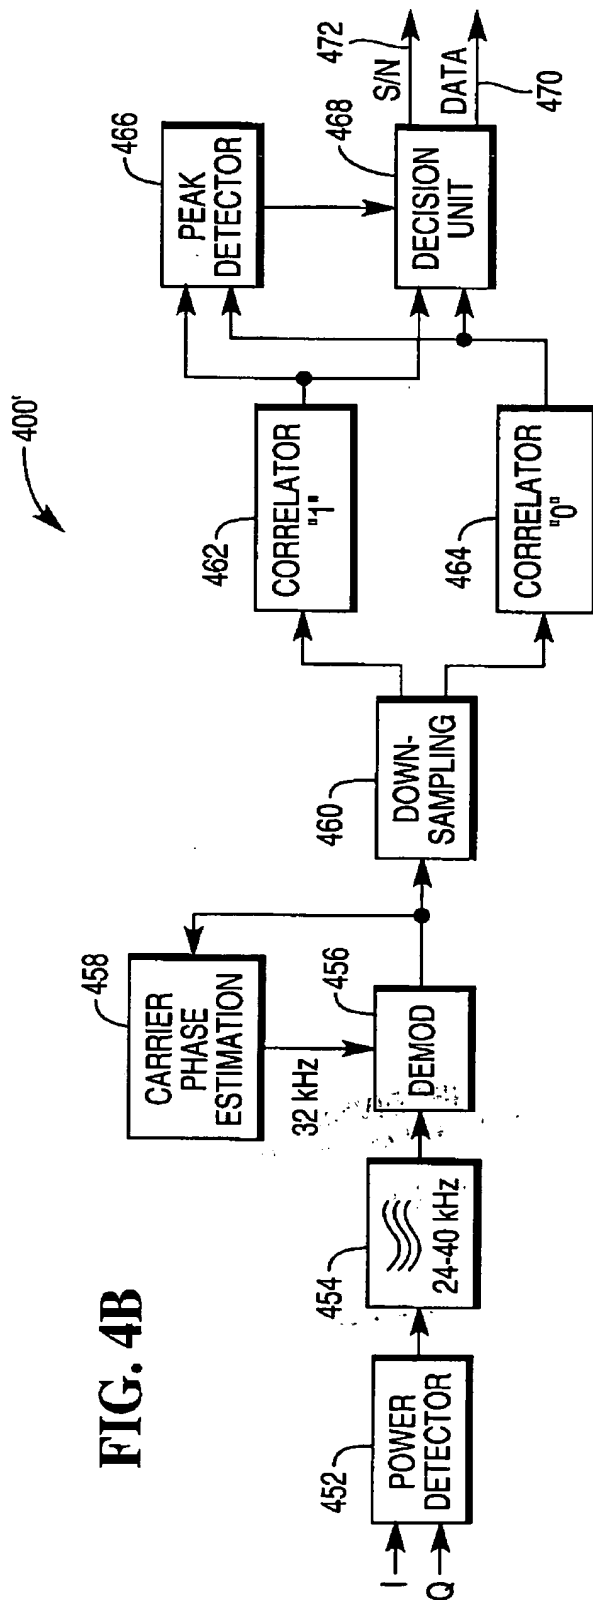 FIG. 4B
400'
I
Q
452
POWER
DETECTOR
454
24-40 kHz
456
DEMOD
458
CARRIER
PHASE
ESTIMATION
32 kHz
460
DOWN-
SAMPLING
462
CORRELATOR
"1"
464
CORRELATOR
"0"
466
PEAK
DETECTOR
468
DECISION
UNIT
S/N
472
DATA
470